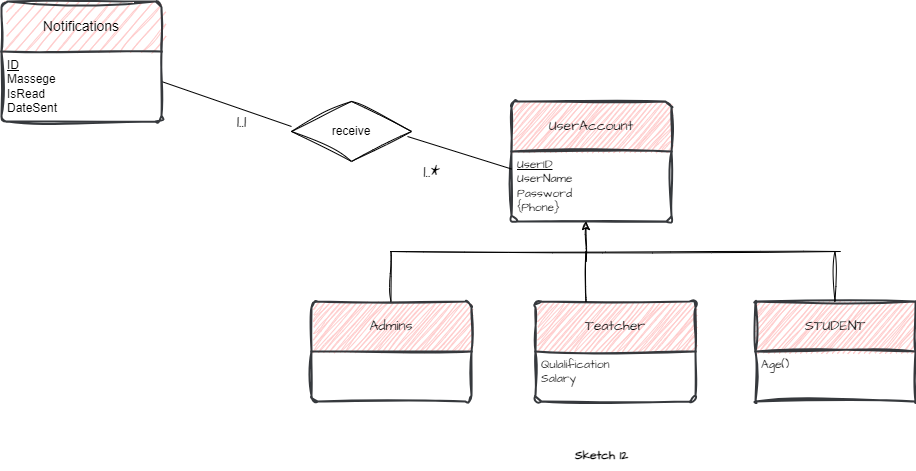 Notifications
ID
Massege
IsRead
DateSent
1..1
receive
1..*
UserAccount
UserID
UserName
Password
{Phone}
Admins
Teatcher
Qulalification
Salary
STUDENT
Age()
Sketch 12